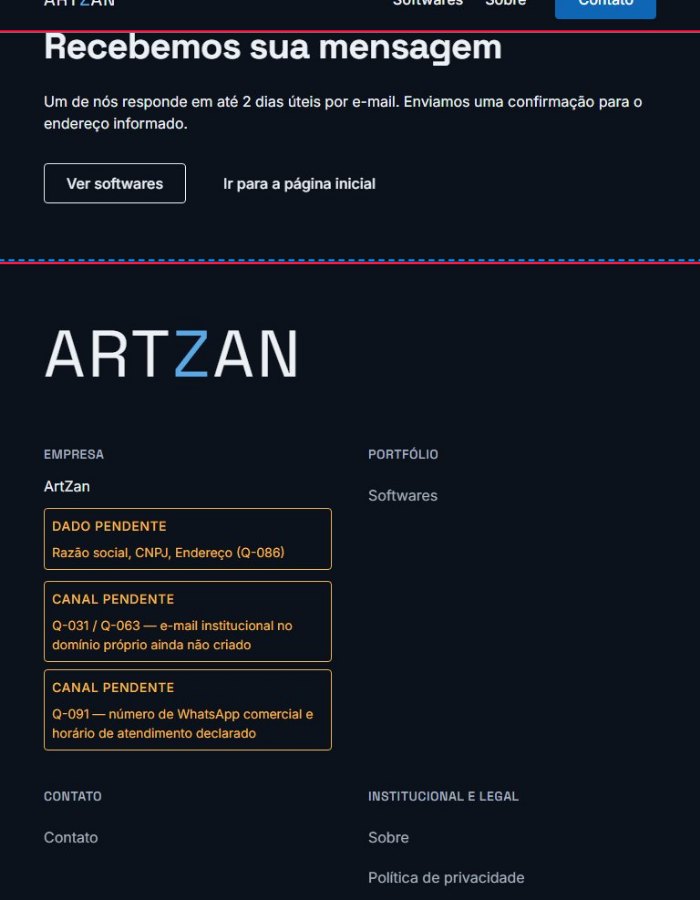 ARTZAN
Softwares Sobre Contato
Recebemos sua mensagem
Um de nós responde em até 2 dias úteis por e-mail. Enviamos uma confirmação para o
endereço informado.
Ver softwares Ir para a página inicial
ARTZAN
EMPRESA
ArtZan
DADO PENDENTE
Razão social, CNPJ, Endereço (Q-086)
CANAL PENDENTE
Q-031 / Q-063 — e-mail institucional no
domínio próprio ainda não criado
CANAL PENDENTE
Q-091 — número de WhatsApp comercial e
horário de atendimento declarado
PORTFÓLIO
Softwares
CONTATO
Contato
INSTITUCIONAL E LEGAL
Sobre
Política de privacidade